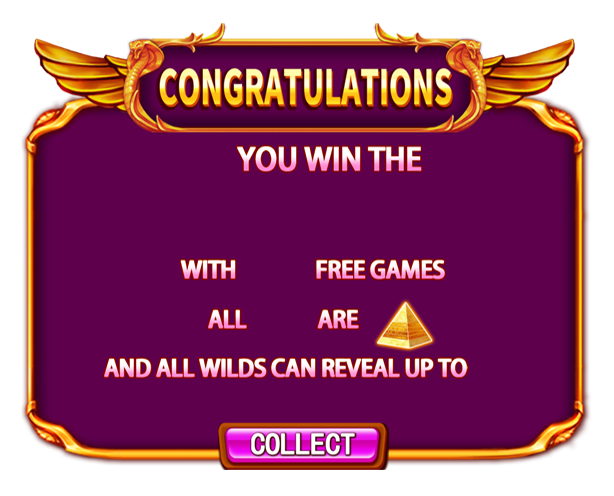 CONGRATULATIONS
YOU WIN THE
WITH FREE GAMES
ALL ARE
AND ALL WILDS CAN REVEAL UP TO
COLLECT